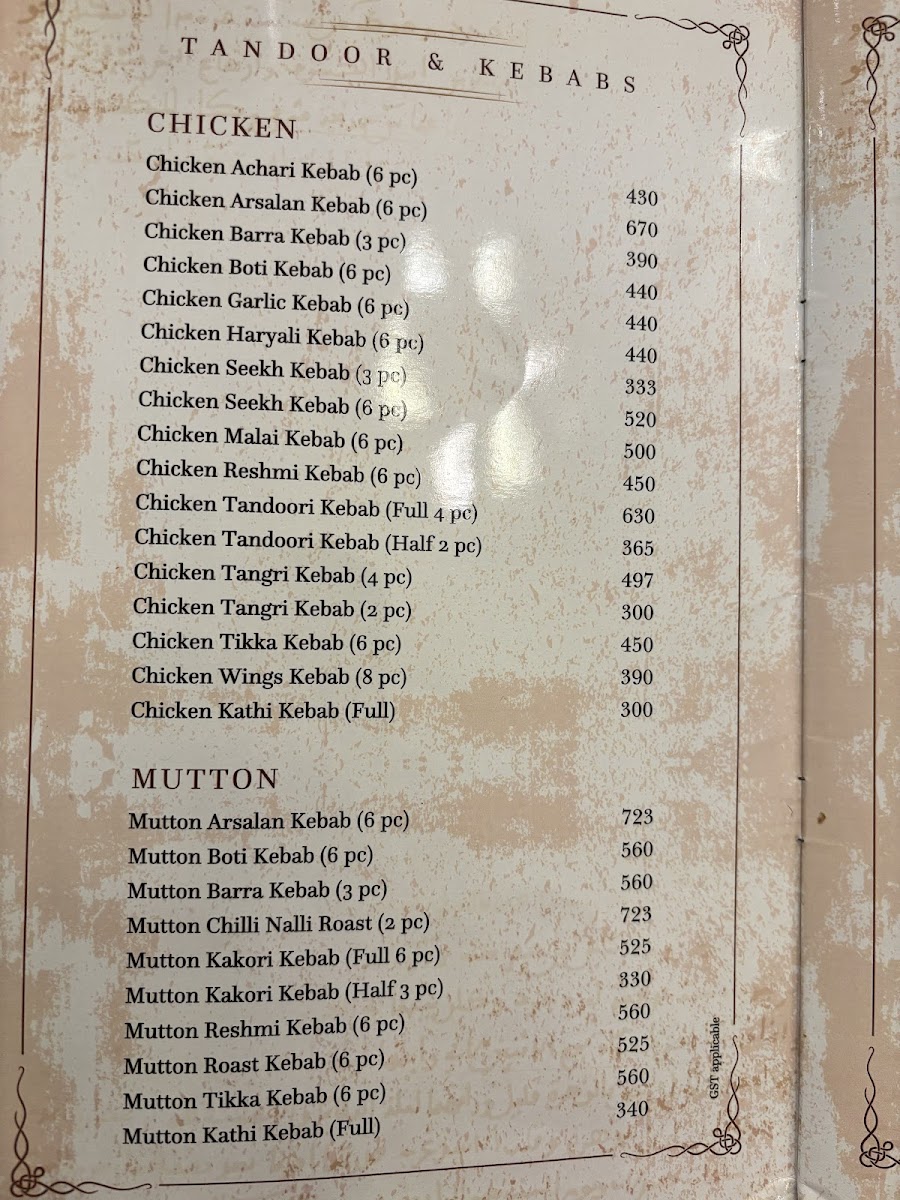 TANDOOR & KEBABS
CHICKEN
Chicken Achari Kebab (6 pc) 430
Chicken Arsalan Kebab (6 pc) 670
Chicken Barra Kebab (3 pc) 390
Chicken Boti Kebab (6 pc) 440
Chicken Garlic Kebab (6 pc) 440
Chicken Haryali Kebab (6 pc) 440
Chicken Seekh Kebab (3 pc) 333
Chicken Seekh Kebab (6 pc) 520
Chicken Malai Kebab (6 pc) 500
Chicken Reshmi Kebab (6 pc) 450
Chicken Tandoori Kebab (Full 4 pc) 630
Chicken Tandoori Kebab (Half 2 pc) 365
Chicken Tangri Kebab (4 pc) 497
Chicken Tangri Kebab (2 pc) 300
Chicken Tikka Kebab (6 pc) 450
Chicken Wings Kebab (8 pc) 390
Chicken Kathi Kebab (Full) 300
MUTTON
Mutton Arsalan Kebab (6 pc) 723
Mutton Boti Kebab (6 pc) 560
Mutton Barra Kebab (3 pc) 560
Mutton Chilli Nalli Roast (2 pc) 723
Mutton Kakori Kebab (Full 6 pc) 525
Mutton Kakori Kebab (Half 3 pc) 330
Mutton Reshmi Kebab (6 pc) 560
Mutton Roast Kebab (6 pc) 525
Mutton Tikka Kebab (6 pc) 560
Mutton Kathi Kebab (Full) 340
GST applicable